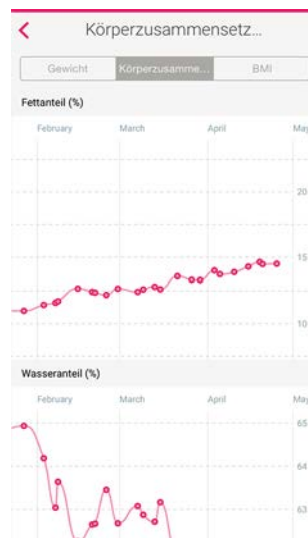 Körperzusammensetz...
Gewicht
Körperzusamme...
BMI
Fettanteil (%)
February March April May
20
15
10
Wasseranteil (%)
February March April May
65
64
63